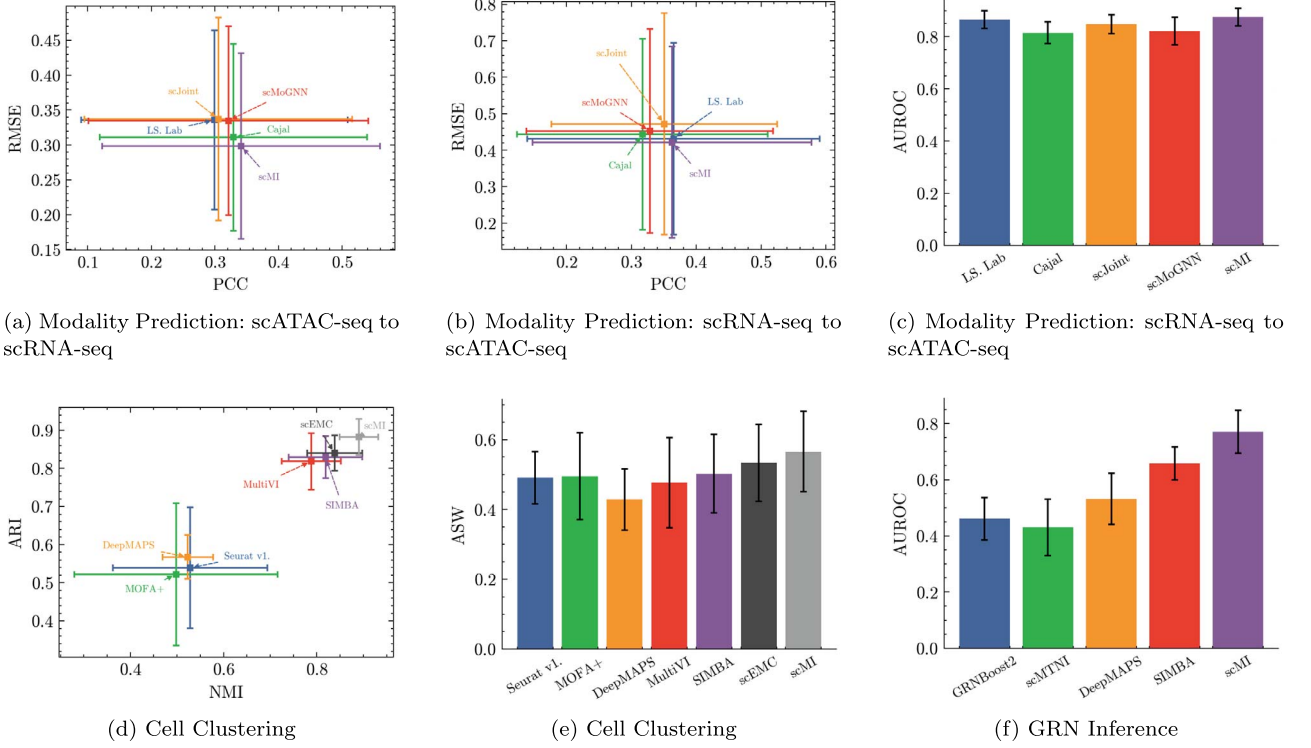 0.45
0.40
0.35
0.30
0.25
0.20
0.15
RMSE
scJoint
scMoGNN
LS. Lab
Cajal
scMI
0.1
0.2
0.3
0.4
0.5
PCC
(a) Modality Prediction: scATAC-seq to
scRNA-seq
0.8
0.7
0.6
0.5
0.4
0.3
0.2
RMSE
scJoint
scMoGNN
LS. Lab
Cajal
scMI
0.2
0.3
0.4
0.5
0.6
PCC
(b) Modality Prediction: scRNA-seq to
scATAC-seq
0.8
0.6
0.4
0.2
0.0
AUROC
LS. Lab
Cajal
scJoint
scMoGNN
scMI
(c) Modality Prediction: scRNA-seq to
scATAC-seq
0.9
0.8
0.7
0.6
0.5
0.4
ARI
scEMC
scMI
MultiVI
SIMBA
DeepMAPS
Seurat v1.
MOFA+
0.4
0.6
0.8
NMI
(d) Cell Clustering
0.6
0.4
0.2
0.0
ASW
Seurat v1.
MOFA+
DeepMAPS
MultiVI
SIMBA
scEMC
scMI
(e) Cell Clustering
0.8
0.6
0.4
0.2
0.0
AUROC
GRNBoost2
scMTNI
DeepMAPS
SIMBA
scMI
(f) GRN Inference